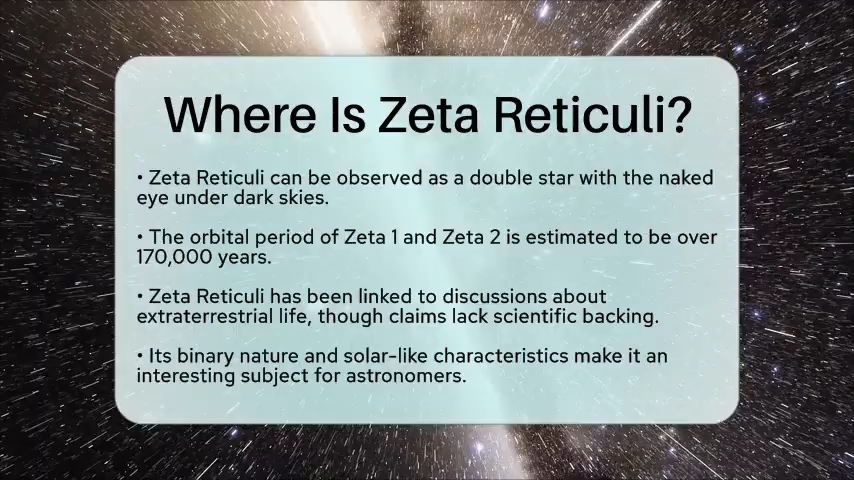 Where Is Zeta Reticuli?
• Zeta Reticuli can be observed as a double star with the naked
eye under dark skies.
• The orbital period of Zeta 1 and Zeta 2 is estimated to be over
170,000 years.
• Zeta Reticuli has been linked to discussions about
extraterrestrial life, though claims lack scientific backing.
• Its binary nature and solar-like characteristics make it an
interesting subject for astronomers.